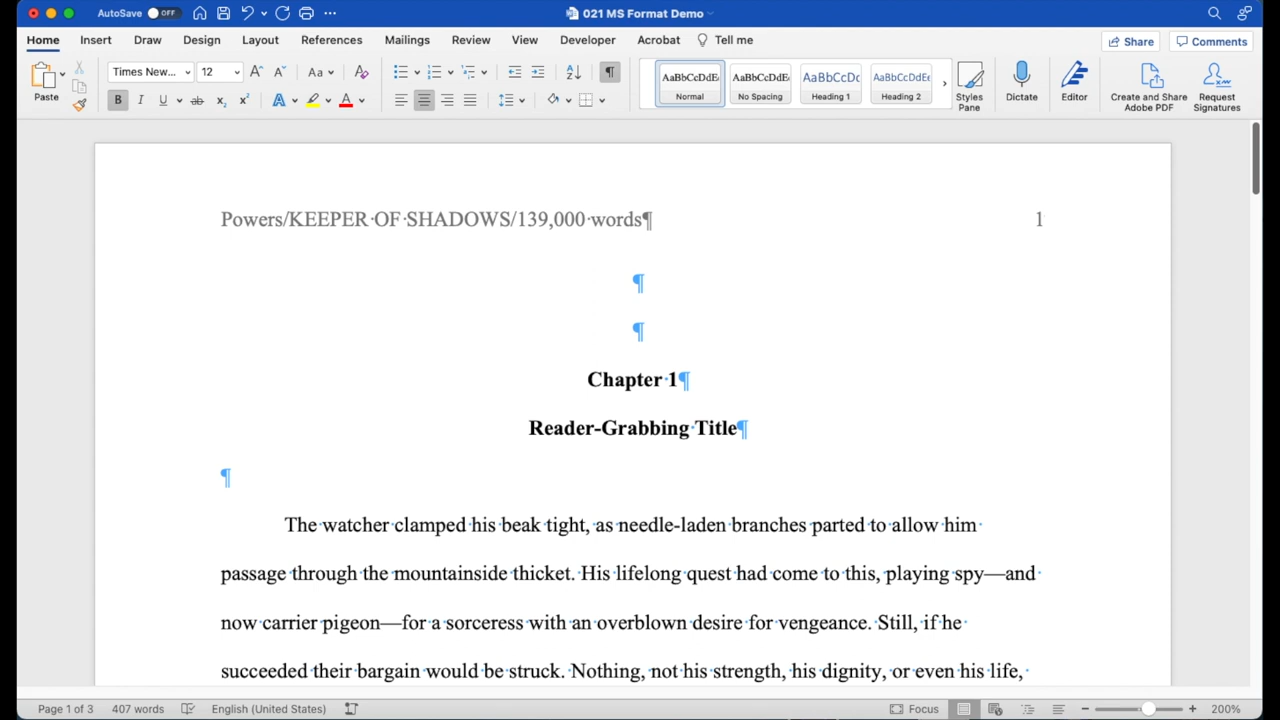 AutoSave OFF 021 MS Format Demo
Home Insert Draw Design Layout References Mailings Review View Developer Acrobat Tell me Share Comments
Paste Times New... 12 Aa AaBbCcDdEe AaBbCcDdEe AaBbCcDc AaBbCcDdEe
Normal No Spacing Heading 1 Heading 2 Styles Pane Dictate Editor Create and Share Adobe PDF Request Signatures
Powers/KEEPER·OF·SHADOWS/139,000·words¶ 1
¶
¶
Chapter·1¶
Reader-Grabbing·Title¶
¶
The·watcher·clamped·his·beak·tight,·as·needle-laden·branches·parted·to·allow·him·
passage·through·the·mountainside·thicket.·His·lifelong·quest·had·come·to·this,·playing·spy—and·
now·carrier·pigeon—for·a·sorceress·with·an·overblown·desire·for·vengeance.·Still,·if·he·
succeeded·their·bargain·would·be·struck.·Nothing,·not·his·strength,·his·dignity,·or·even·his·life,·
Page 1 of 3 407 words English (United States) Focus 200%